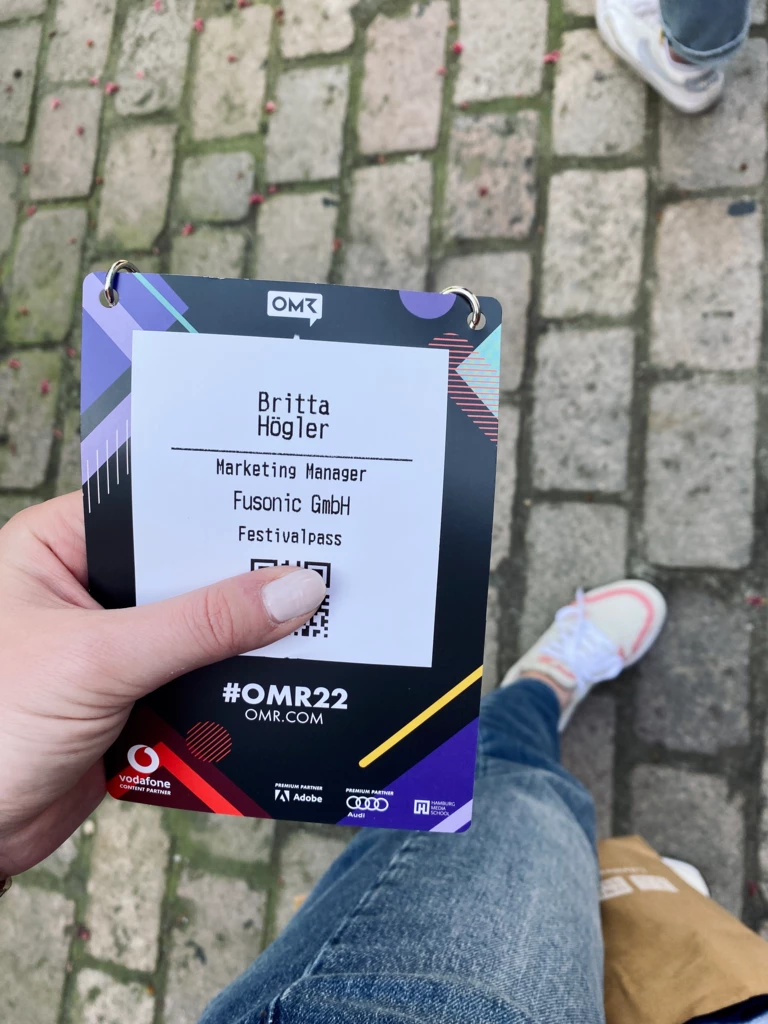 OMR
Britta
Högler
Marketing Manager
Fusonic GmbH
Festivalpass
#OMR22
OMR.COM
vodafone
CONTENT PARTNER
PREMIUM PARTNER
Adobe
PREMIUM PARTNER
Audi
HAMBURG
MEDIA
SCHOOL